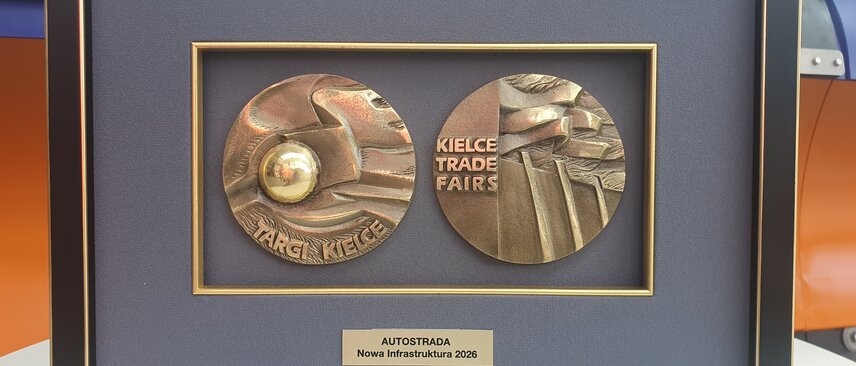 TARGI KIELCE
KIELCE
TRADE
FAIRS
AUTOSTRADA
Nowa Infrastruktura 2026